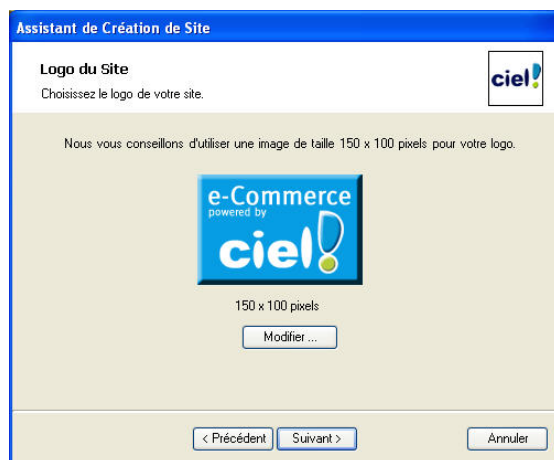 Assistant de Création de Site
Logo du Site
Choisissez le logo de votre site.
ciel!
Nous vous conseillons d'utiliser une image de taille 150 x 100 pixels pour votre logo.
e-Commerce
powered by
ciel!
150 x 100 pixels
Modifier ...
< Précédent
Suivant >
Annuler